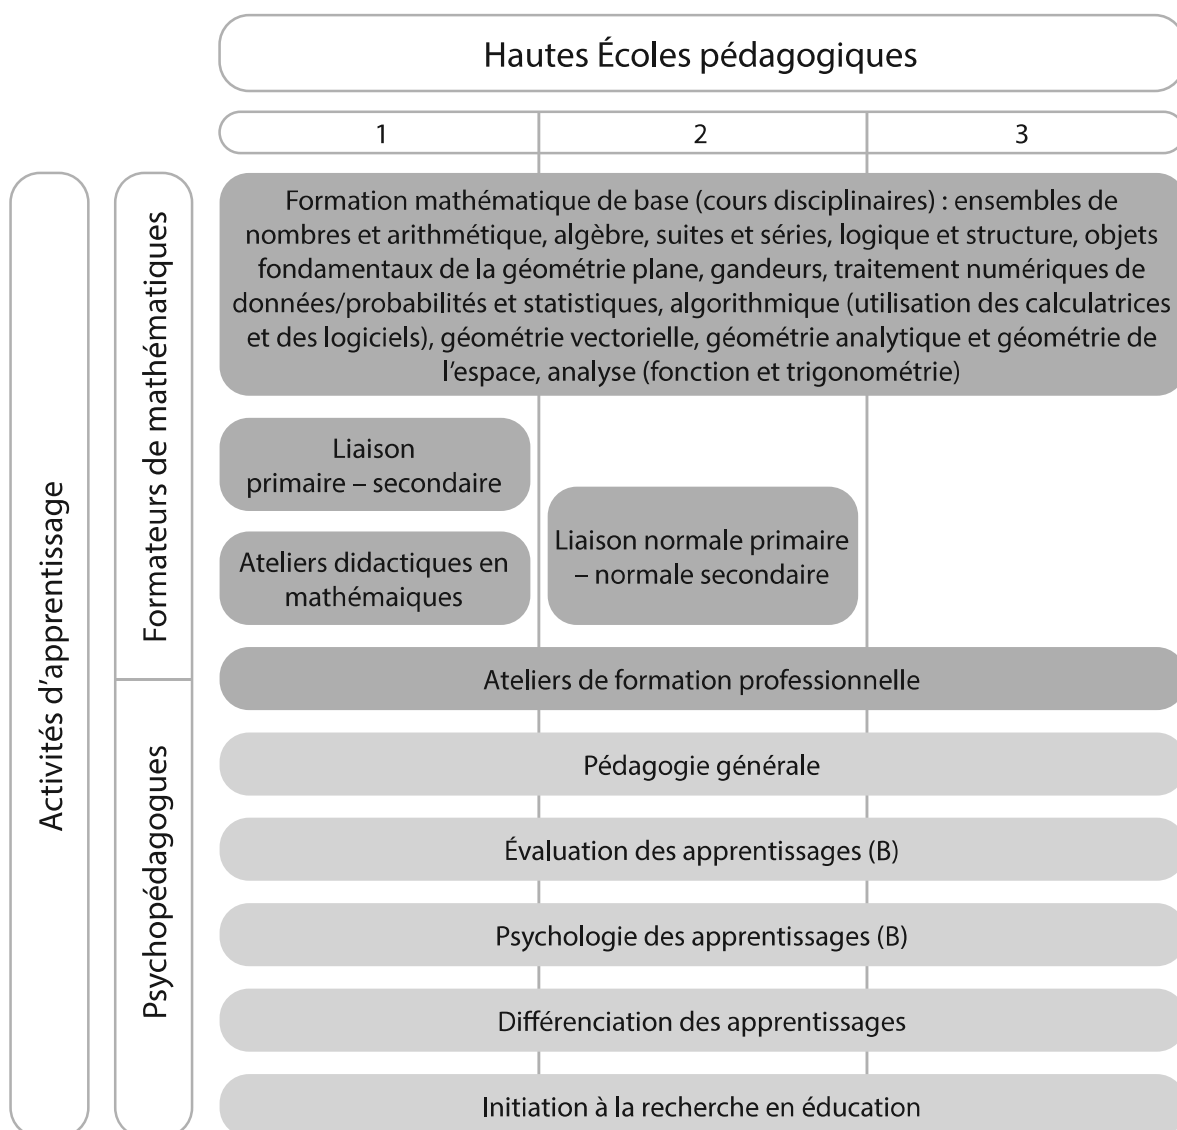 Hautes Écoles pédagogiques
1
2
3
Activités d'apprentissage
Formateurs de mathématiques
Formation mathématique de base (cours disciplinaires) : ensembles de
nombres et arithmétique, algèbre, suites et séries, logique et structure, objets
fondamentaux de la géométrie plane, gandeurs, traitement numériques de
données/probabilités et statistiques, algorithmique (utilisation des calculatrices
et des logiciels), géométrie vectorielle, géométrie analytique et géométrie de
l'espace, analyse (fonction et trigonométrie)
Liaison
primaire – secondaire
Ateliers didactiques en
mathémaiques
Liaison normale primaire
– normale secondaire
Ateliers de formation professionnelle
Psychopédagogues
Pédagogie générale
Évaluation des apprentissages (B)
Psychologie des apprentissages (B)
Différenciation des apprentissages
Initiation à la recherche en éducation